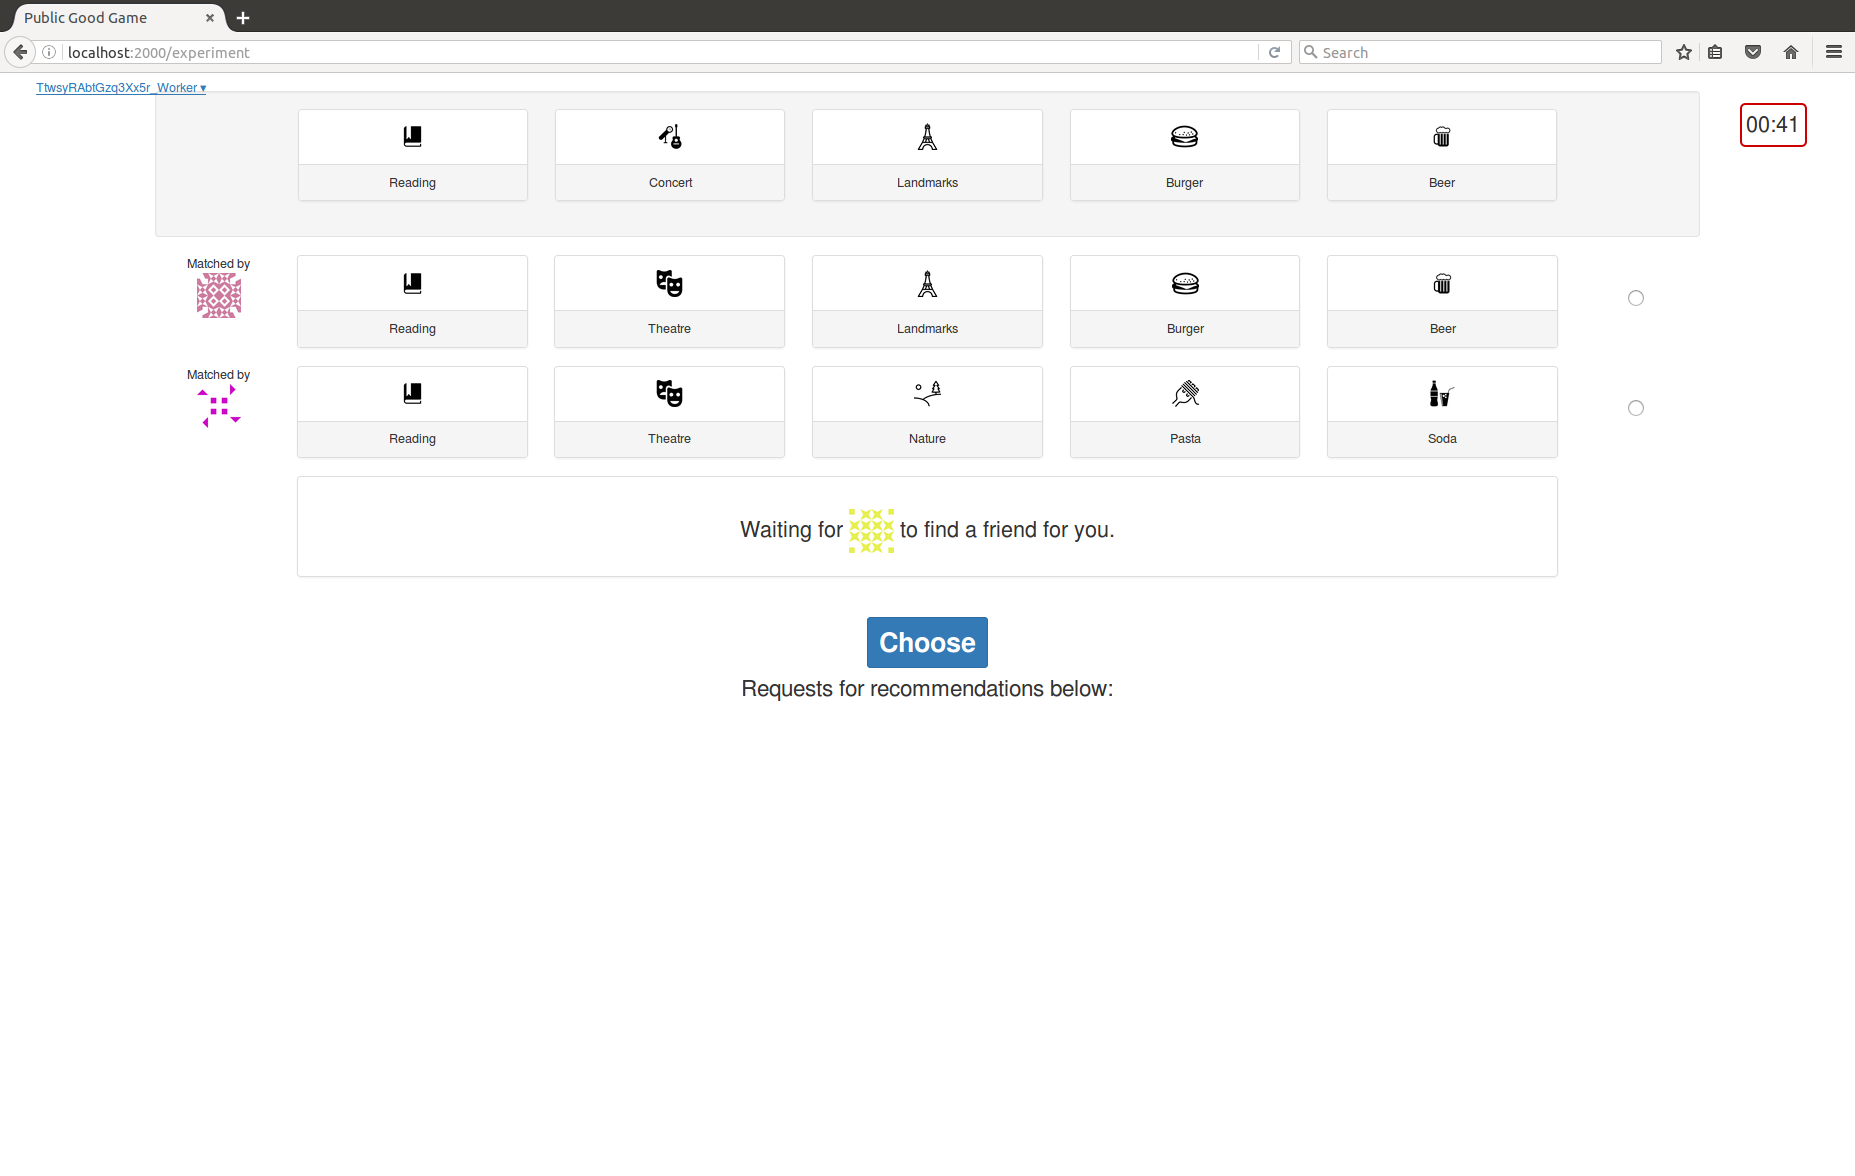 Public Good Game
localhost:2000/experiment
Search
TtwsyRAbtGzq3Xx5r_Worker ▾
00:41
Reading Concert Landmarks Burger Beer
Matched by
Reading Theatre Landmarks Burger Beer
Matched by
Reading Theatre Nature Pasta Soda
Waiting for to find a friend for you.
Choose
Requests for recommendations below: